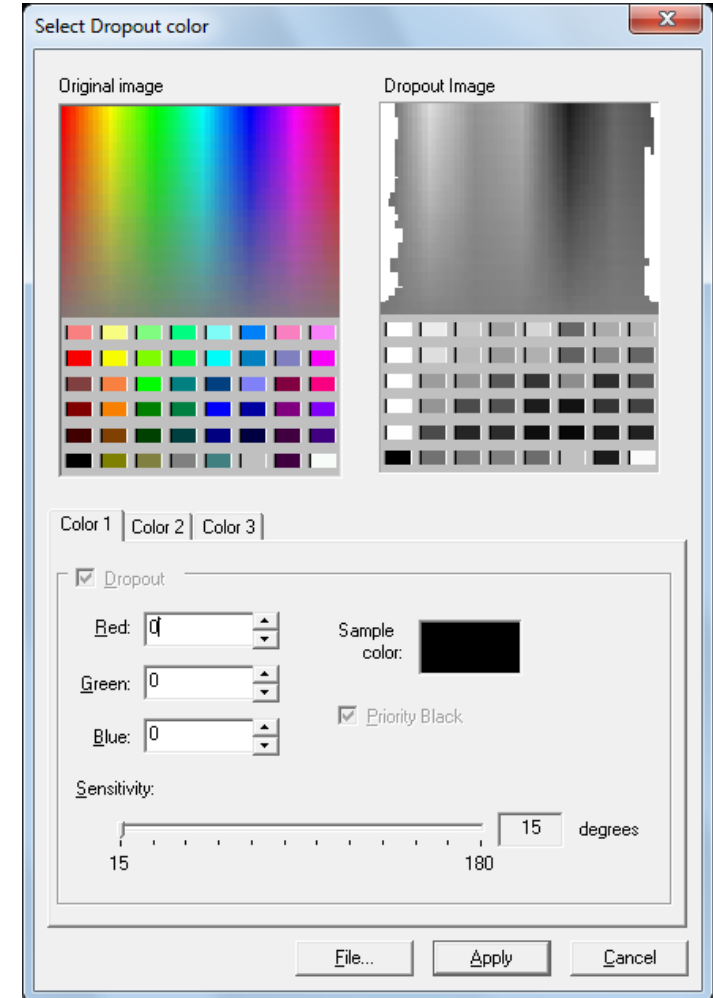 Select Dropout color
Original image
Dropout Image
Color 1 Color 2 Color 3
Dropout
Red: 0
Sample color:
Green: 0
Priority Black
Blue: 0
Sensitivity:
15 degrees
15 180
File... Apply Cancel